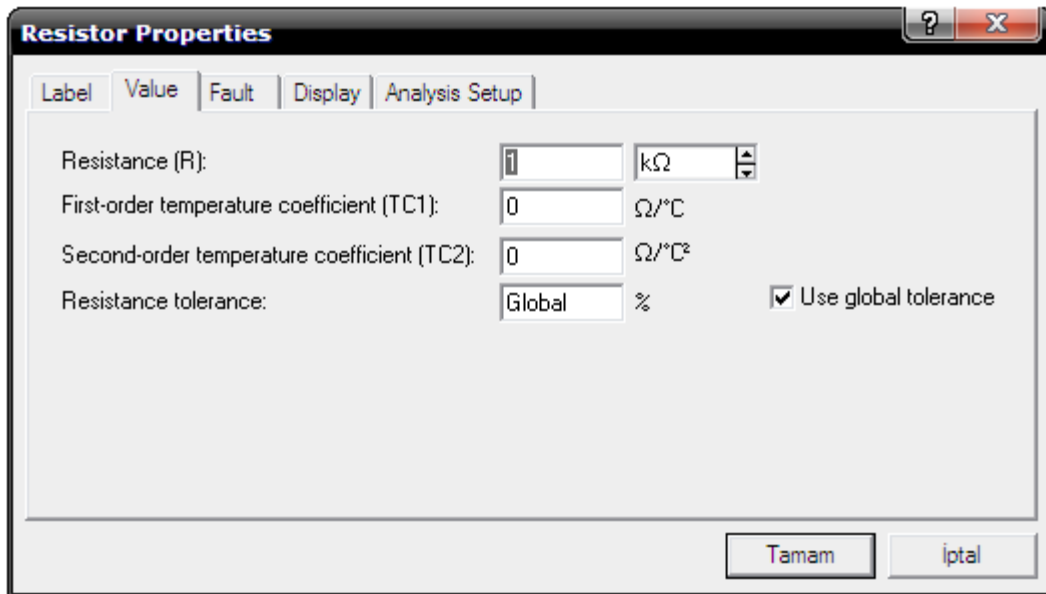 Resistor Properties
Label Value Fault Display Analysis Setup
Resistance (R): 1 kΩ
First-order temperature coefficient (TC1): 0 Ω/°C
Second-order temperature coefficient (TC2): 0 Ω/°C²
Resistance tolerance: Global % Use global tolerance
Tamam İptal